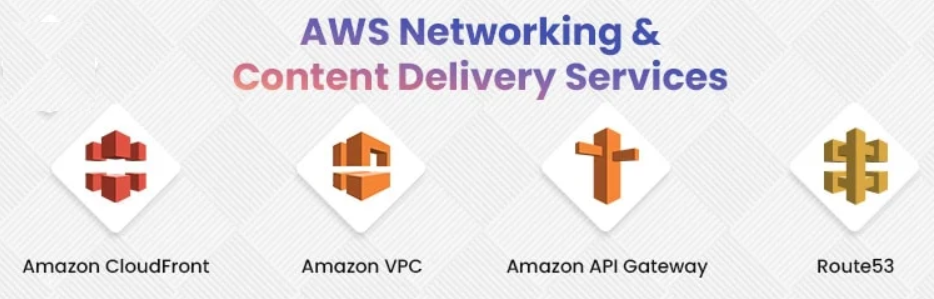 AWS Networking &
Content Delivery Services
Amazon CloudFront
Amazon VPC
Amazon API Gateway
Route53